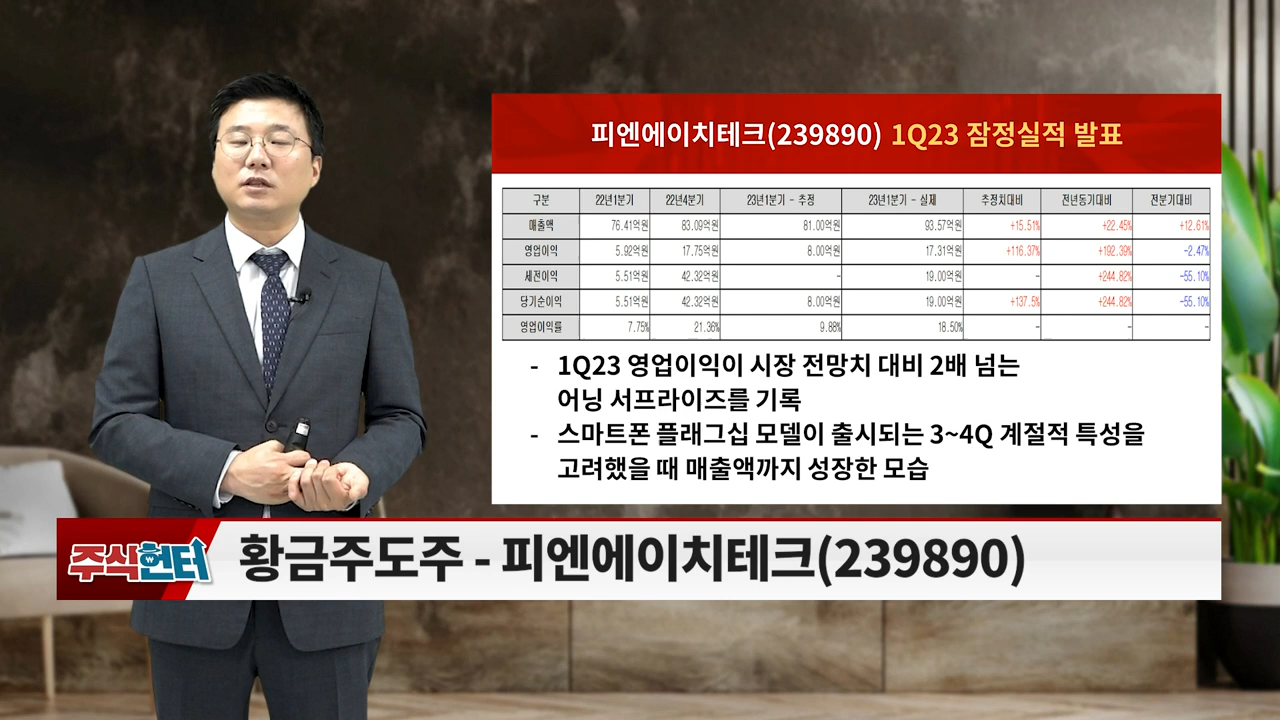 피엔에이치테크(239890) 1Q23 잠정실적 발표
구분 22년1분기 22년4분기 23년1분기 - 추정 23년1분기 - 실제 추정치대비 전년동기대비 전분기대비
매출액 76.41억원 83.09억원 81.00억원 93.57억원 +15.51% +22.45% +12.61%
영업이익 5.92억원 17.75억원 8.00억원 17.31억원 +116.37% +192.39% -2.47%
세전이익 5.51억원 42.32억원 - 19.00억원 - +244.82% -55.10%
당기순이익 5.51억원 42.32억원 8.00억원 19.00억원 +137.5% +244.82% -55.10%
영업이익률 7.75% 21.36% 9.88% 18.50% - - -
- 1Q23 영업이익이 시장 전망치 대비 2배 넘는
어닝 서프라이즈를 기록
- 스마트폰 플래그십 모델이 출시되는 3~4Q 계절적 특성을
고려했을 때 매출액까지 성장한 모습
주식헌터
황금주도주 - 피엔에이치테크(239890)